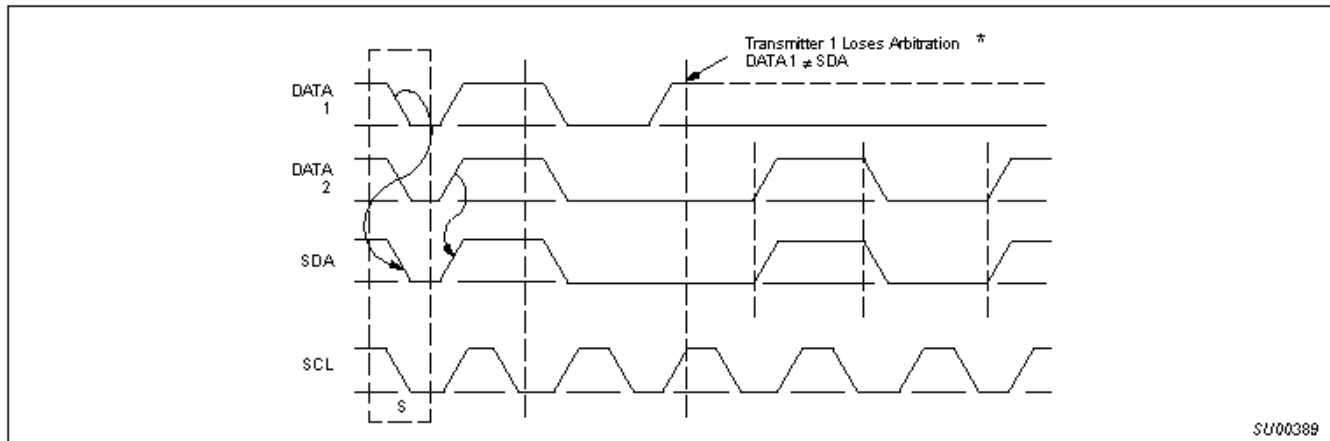 Transmitter 1 Loses Arbitration *
DATA 1 ≠ SDA
DATA
1
DATA
2
SDA
SCL
S
SU00389